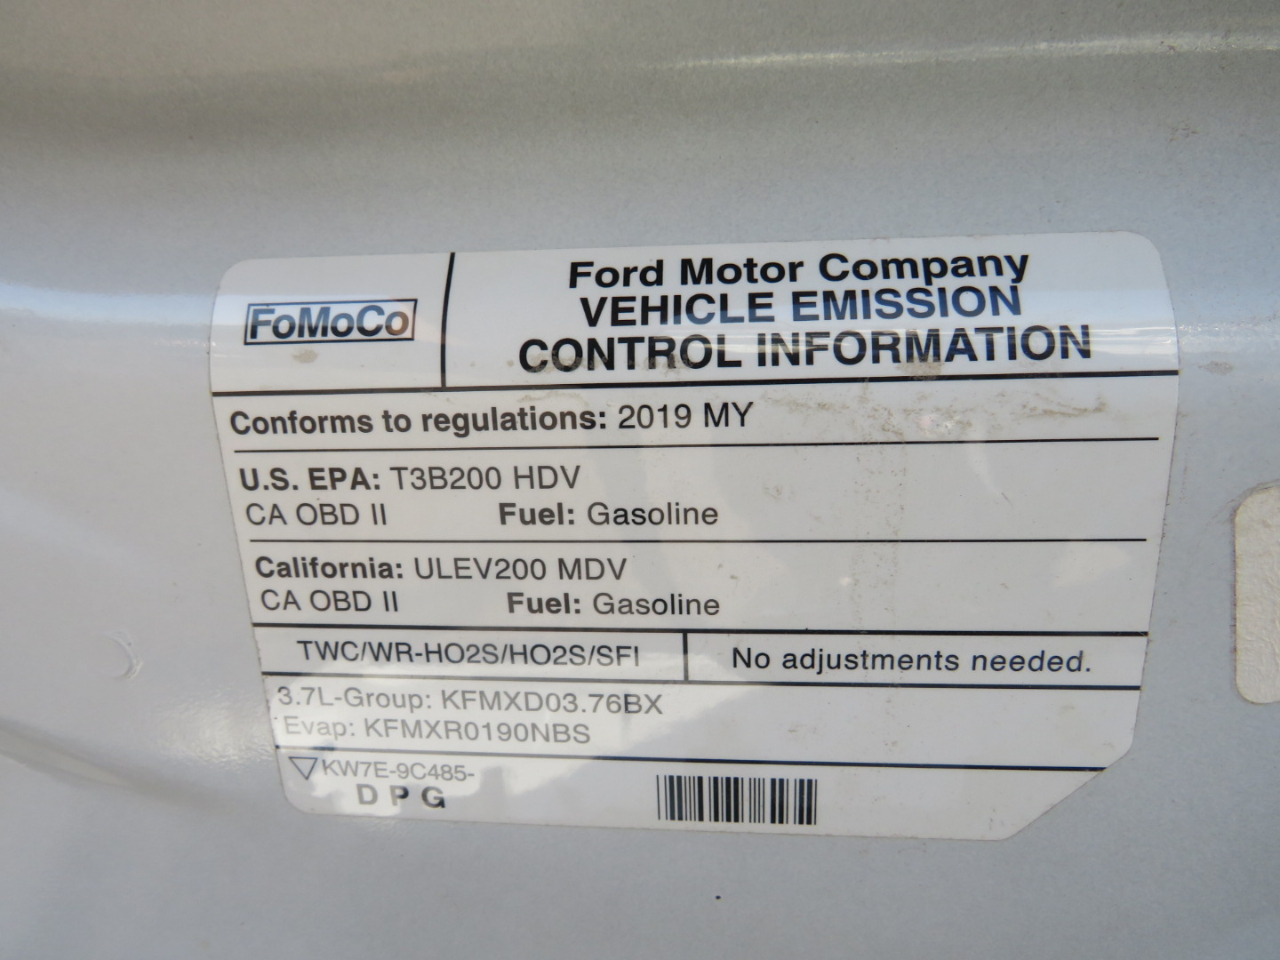 FoMoCo
Ford Motor Company
VEHICLE EMISSION
CONTROL INFORMATION
Conforms to regulations: 2019 MY
U.S. EPA: T3B200 HDV
CA OBD II Fuel: Gasoline
California: ULEV200 MDV
CA OBD II Fuel: Gasoline
TWC/WR-HO2S/HO2S/SFI
No adjustments needed.
3.7L-Group: KFMXD03.76BX
Evap: KFMXR0190NBS
KW7E-9C485-
D P G